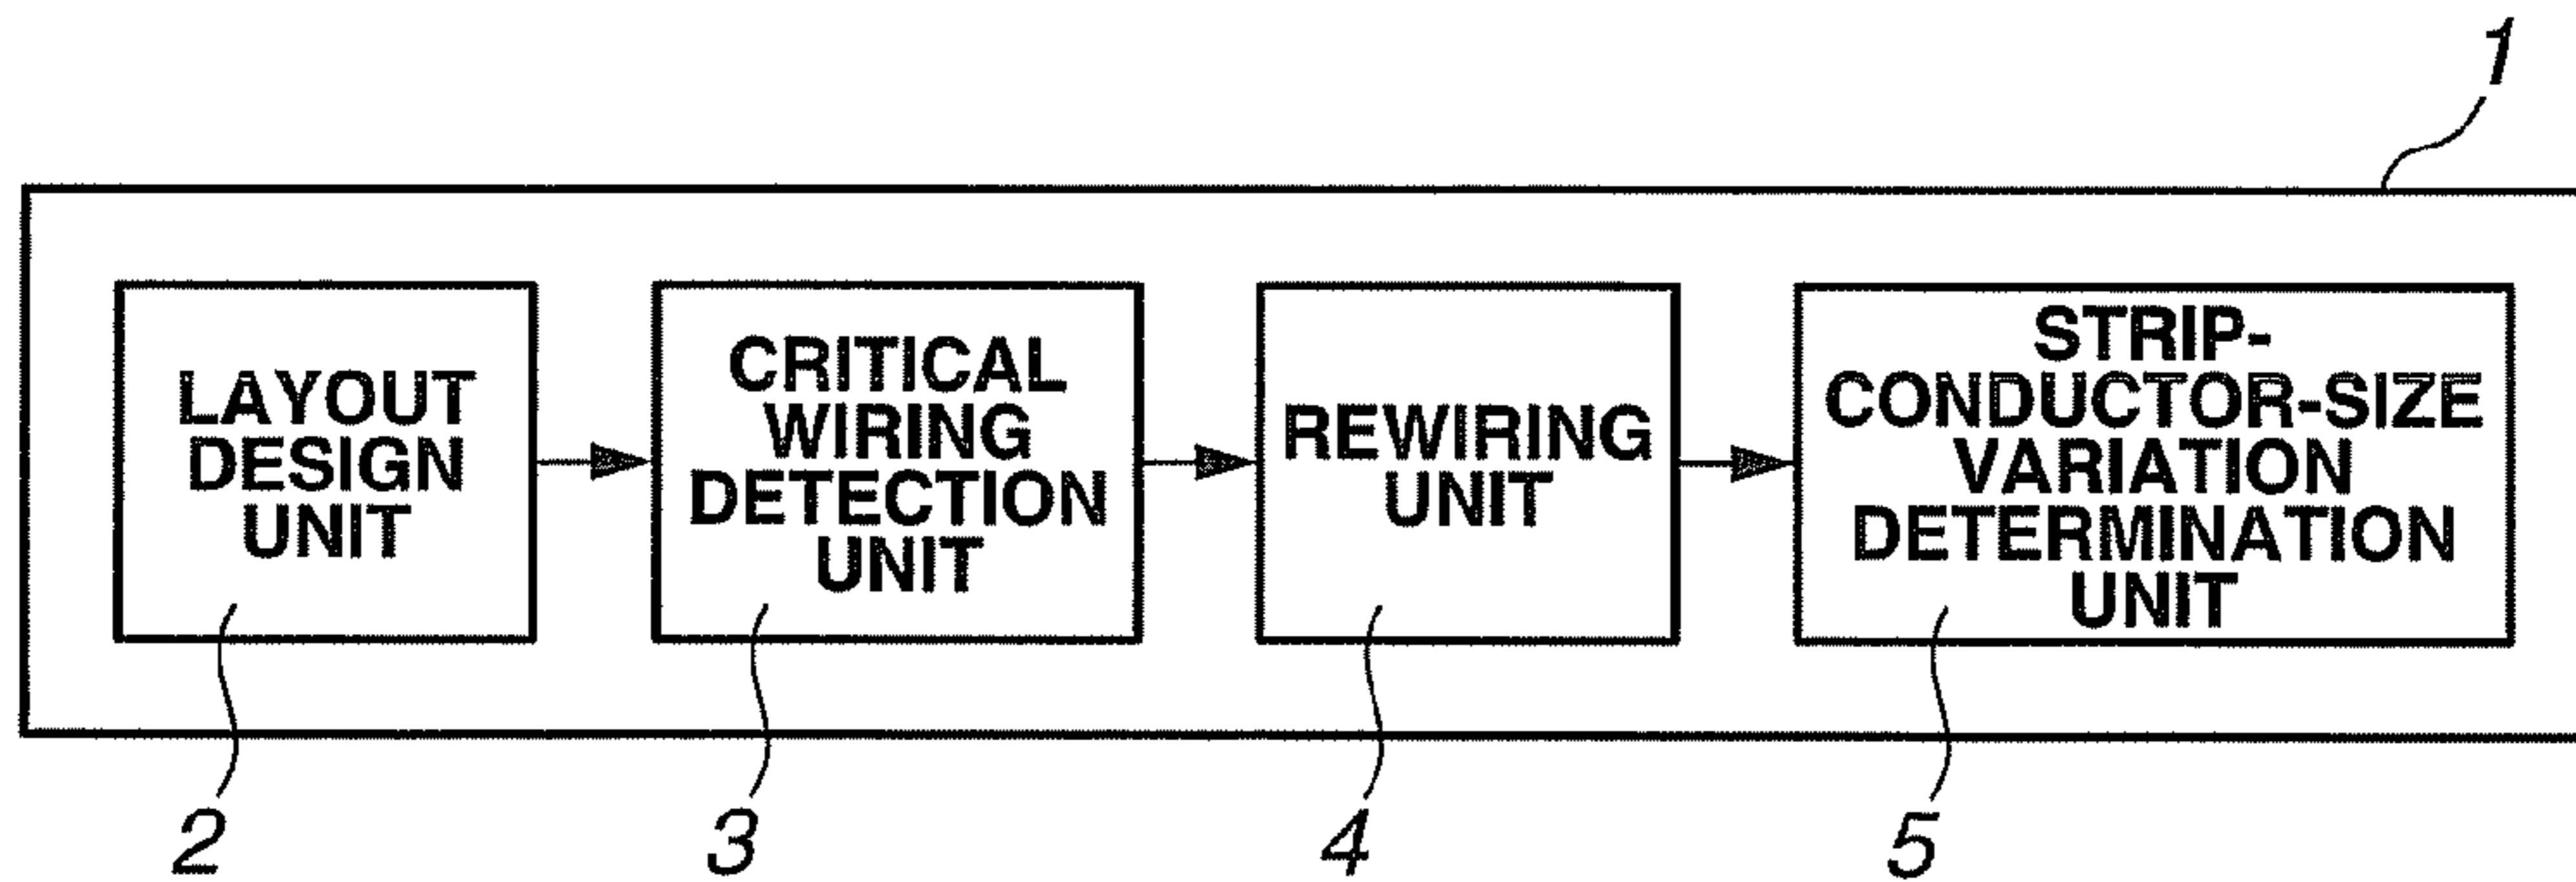 1
LAYOUT
DESIGN
UNIT
CRITICAL
WIRING
DETECTION
UNIT
REWIRING
UNIT
STRIP-
CONDUCTOR-SIZE
VARIATION
DETERMINATION
UNIT
2
3
4
5